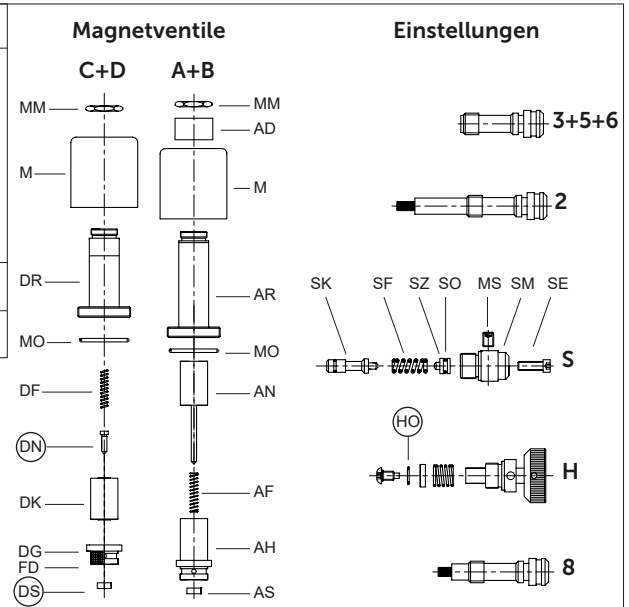 Magnetventile
Einstellungen
C+D
A+B
MM
MM
AD
M
M
DR
AR
MO
MO
DF
AN
DN
DK
AF
DG
FD
AH
DS
AS
3+5+6
2
SK
SF
SZ
SO
MS
SM
SE
S
HO
H
8